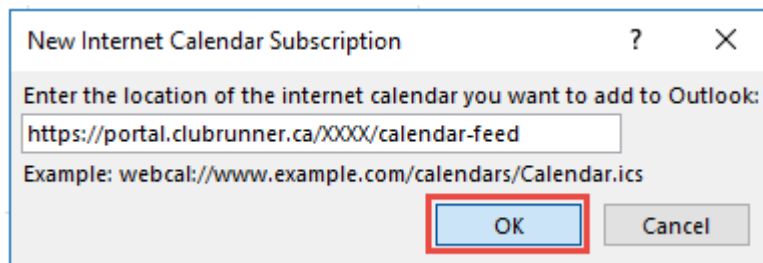 New Internet Calendar Subscription ?
Enter the location of the internet calendar you want to add to Outlook:
https://portal.clubrunner.ca/XXXX/calendar-feed
Example: webcal://www.example.com/calendars/Calendar.ics
OK Cancel